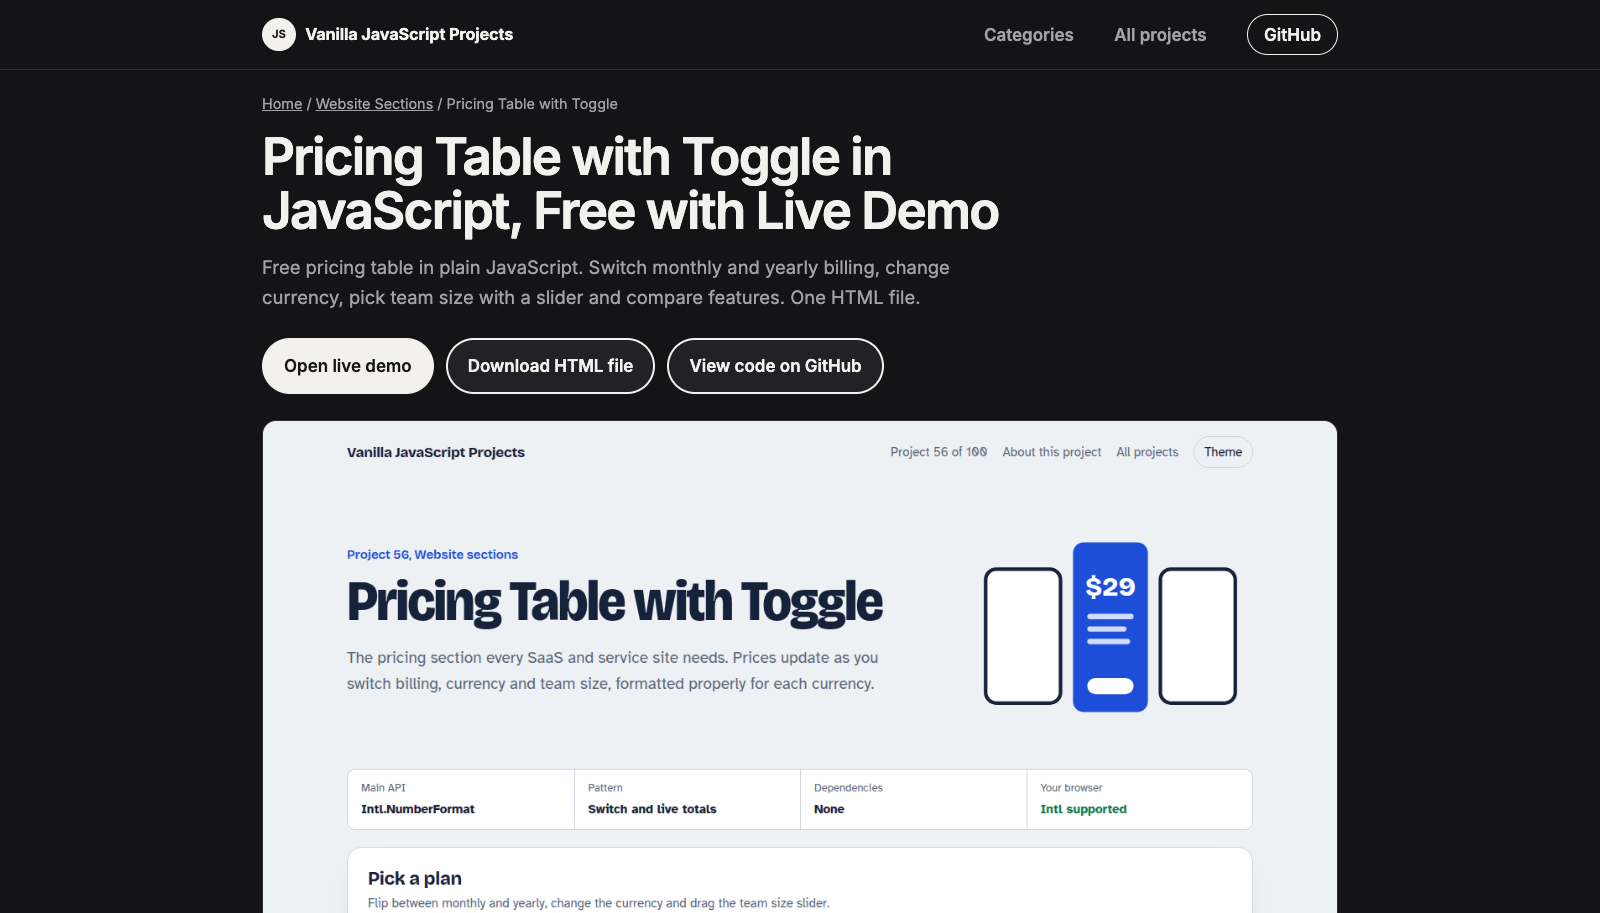 JS
Vanilla JavaScript Projects
Categories
All projects
GitHub
Home / Website Sections / Pricing Table with Toggle
Pricing Table with Toggle in
JavaScript, Free with Live Demo
Free pricing table in plain JavaScript. Switch monthly and yearly billing, change
currency, pick team size with a slider and compare features. One HTML file.
Open live demo
Download HTML file
View code on GitHub
Vanilla JavaScript Projects
Project 56 of 100
About this project
All projects
Theme
Project 56, Website sections
Pricing Table with Toggle
The pricing section every SaaS and service site needs. Prices update as you
switch billing, currency and team size, formatted properly for each currency.
$29
Main API
Intl.NumberFormat
Pattern
Switch and live totals
Dependencies
None
Your browser
Intl supported
Pick a plan
Flip between monthly and yearly, change the currency and drag the team size slider.